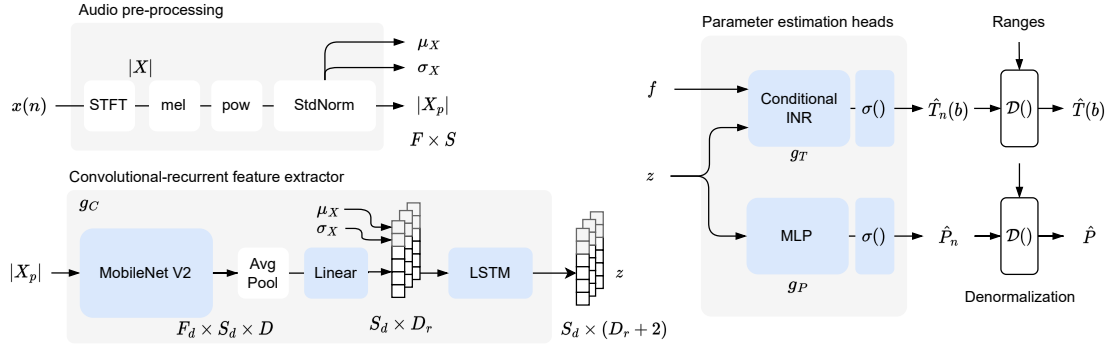 Audio pre-processing
|X|
x(n)
STFT
mel
pow
StdNorm
μ_X
σ_X
|X_p|
F × S
Convolutional-recurrent feature extractor
g_C
|X_p|
MobileNet V2
F_d × S_d × D
Avg
Pool
Linear
μ_X
σ_X
S_d × D_r
LSTM
z
S_d × (D_r + 2)
Parameter estimation heads
Ranges
f
Conditional
INR
σ()
T̂_n(b)
𝒟()
T̂(b)
g_T
z
MLP
σ()
P̂_n
𝒟()
P̂
g_P
Denormalization